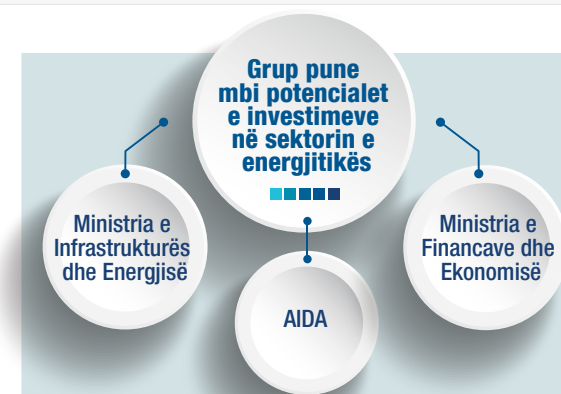 Grup pune
mbi potencialet
e investimeve
në sektorin e
energjitikës
Ministria e
Infrastrukturës
dhe Energjisë
Ministria e
Financave dhe
Ekonomisë
AIDA